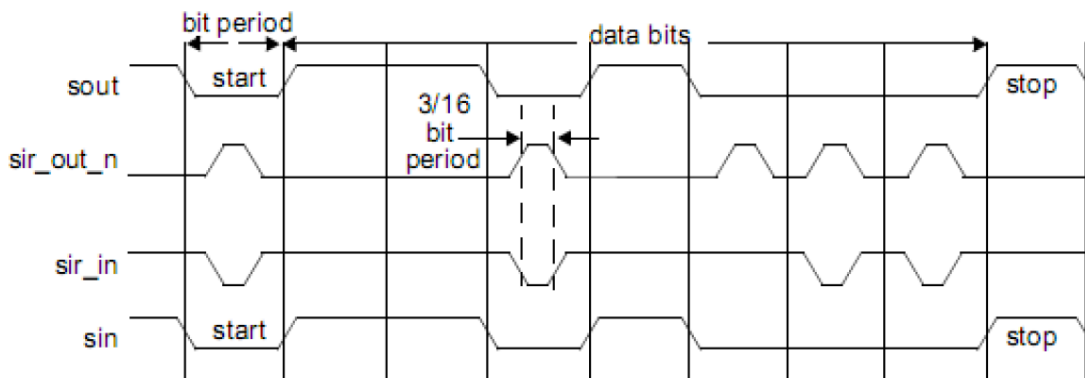 bit period
data bits
sout
start
stop
3/16
bit
period
sir_out_n
sir_in
sin
start
stop